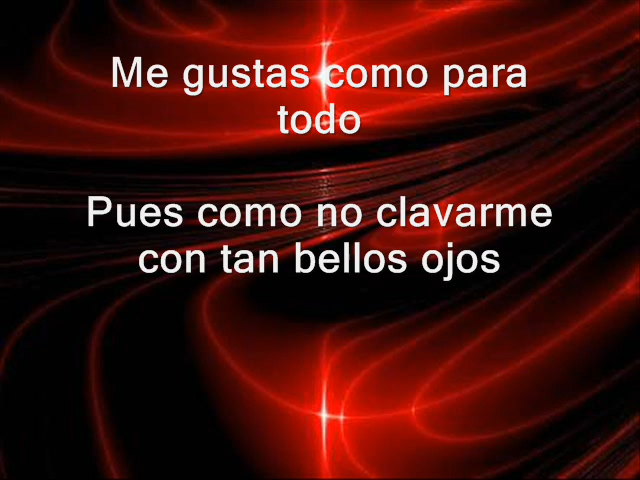 Me gustas como para
todo
Pues como no clavarme
con tan bellos ojos